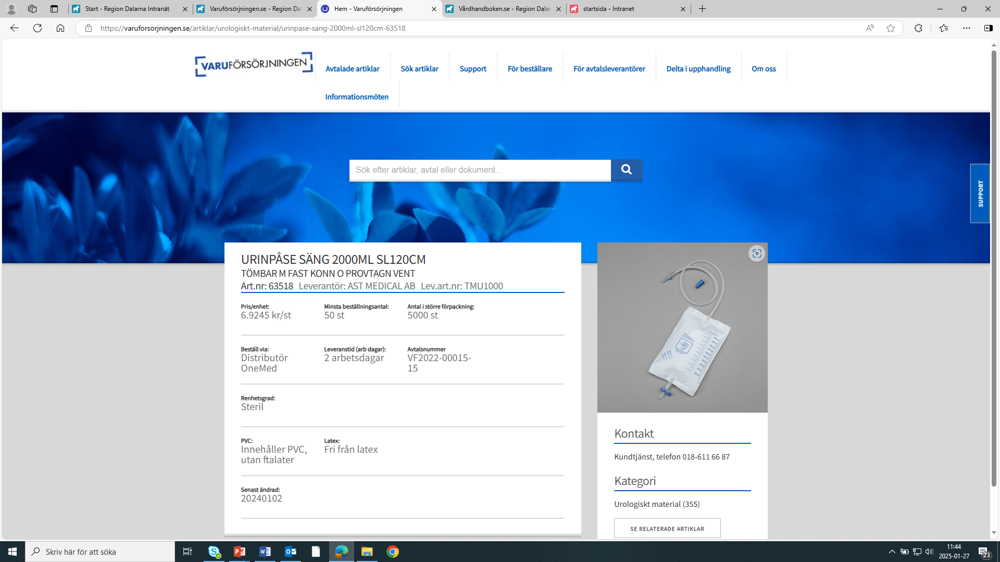 Start - Region Dalarna Intranät
Varuförsörjningen.se - Region Da
Hem - Varuförsörjningen
Vårdhandboken.se - Region Dalar
startsida - Intranet
https://varuforsorjningen.se/artiklar/urologiskt-material/urinpase-sang-2000ml-sl120cm-63518
VARUFÖRSÖRJNINGEN
Avtalade artiklar
Sök artiklar
Support
För beställare
För avtalsleverantörer
Delta i upphandling
Om oss
Informationsmöten
Sök efter artiklar, avtal eller dokument...
SUPPORT
URINPÅSE SÄNG 2000ML SL120CM
TÖMBAR M FAST KONN O PROVTAGN VENT
Art.nr: 63518 Leverantör: AST MEDICAL AB Lev.art.nr: TMU1000
Pris/enhet:
6.9245 kr/st
Minsta beställningsantal:
50 st
Antal i större förpackning:
5000 st
Beställ via:
Distributör
OneMed
Leveranstid (arb dagar):
2 arbetsdagar
Avtalsnummer
VF2022-00015-
15
Renhetsgrad:
Steril
PVC:
Innehåller PVC,
utan ftalater
Latex:
Fri från latex
Senast ändrad:
20240102
Kontakt
Kundtjänst, telefon 018-611 66 87
Kategori
Urologiskt material (355)
SE RELATERADE ARTIKLAR
Skriv här för att söka
11:44
2025-01-27
23